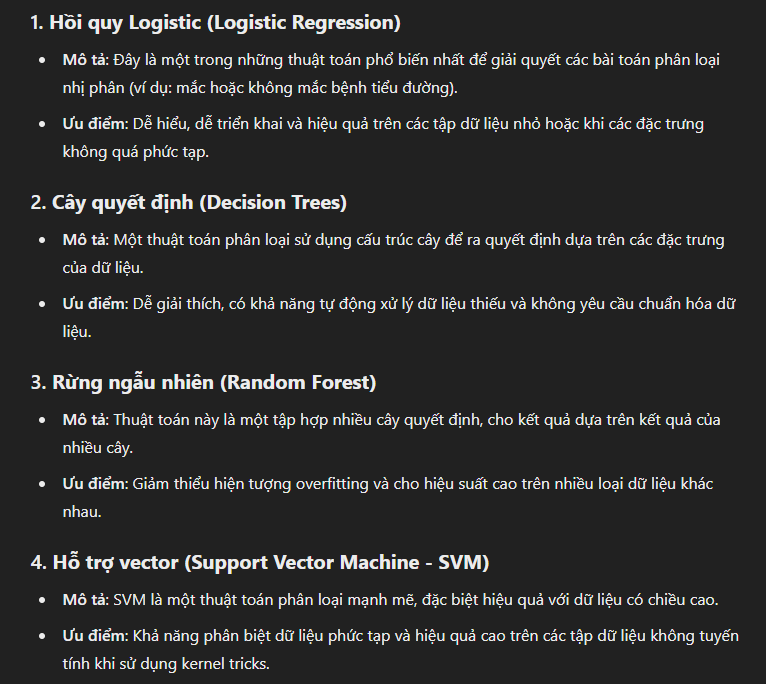 1. Hồi quy Logistic (Logistic Regression)
• Mô tả: Đây là một trong những thuật toán phổ biến nhất để giải quyết các bài toán phân loại
nhị phân (ví dụ: mắc hoặc không mắc bệnh tiểu đường).
• Ưu điểm: Dễ hiểu, dễ triển khai và hiệu quả trên các tập dữ liệu nhỏ hoặc khi các đặc trưng
không quá phức tạp.
2. Cây quyết định (Decision Trees)
• Mô tả: Một thuật toán phân loại sử dụng cấu trúc cây để ra quyết định dựa trên các đặc trưng
của dữ liệu.
• Ưu điểm: Dễ giải thích, có khả năng tự động xử lý dữ liệu thiếu và không yêu cầu chuẩn hóa dữ
liệu.
3. Rừng ngẫu nhiên (Random Forest)
• Mô tả: Thuật toán này là một tập hợp nhiều cây quyết định, cho kết quả dựa trên kết quả của
nhiều cây.
• Ưu điểm: Giảm thiểu hiện tượng overfitting và cho hiệu suất cao trên nhiều loại dữ liệu khác
nhau.
4. Hỗ trợ vector (Support Vector Machine - SVM)
• Mô tả: SVM là một thuật toán phân loại mạnh mẽ, đặc biệt hiệu quả với dữ liệu có chiều cao.
• Ưu điểm: Khả năng phân biệt dữ liệu phức tạp và hiệu quả cao trên các tập dữ liệu không tuyến
tính khi sử dụng kernel tricks.